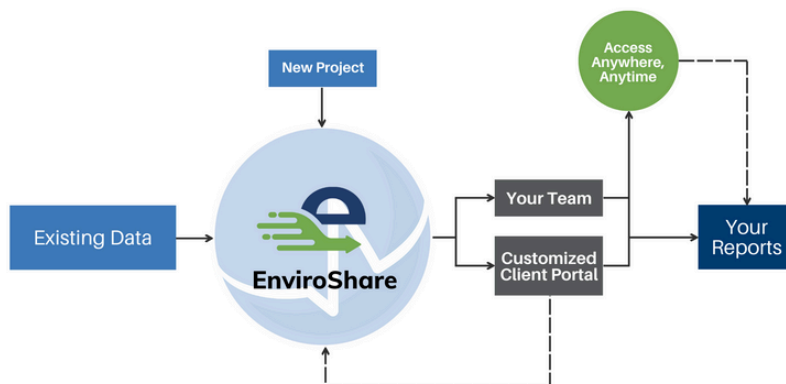 New Project
Existing Data
EnviroShare
Your Team
Customized
Client Portal
Access
Anywhere,
Anytime
Your
Reports